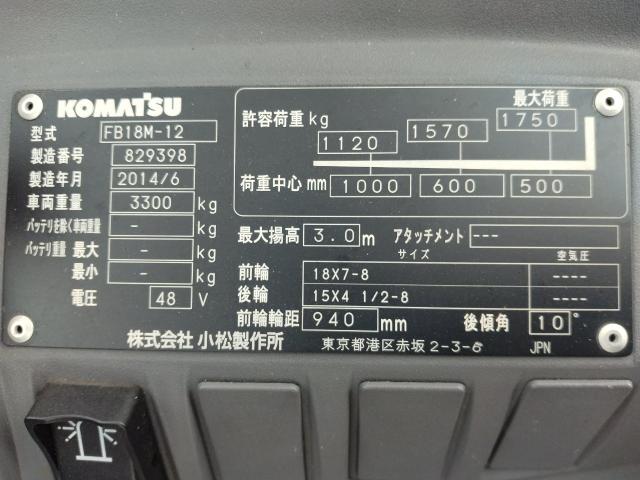 KOMATSU
型式 FB18M-12
製造番号 829398
製造年月 2014/6
車両重量 3300 kg
バッテリを除く車両重量 - kg
バッテリ重量 最大 - kg
最小 - kg
電圧 48 V
最大荷重
許容荷重 kg 1120 1570 1750
荷重中心 mm 1000 600 500
最大揚高 3.0 m アタッチメント ---
サイズ 空気圧
前輪 18X7-8 ----
後輪 15X4 1/2-8 ----
前輪輪距 940 mm 後傾角 10°
株式会社 小松製作所 東京都港区赤坂2-3-6 JPN